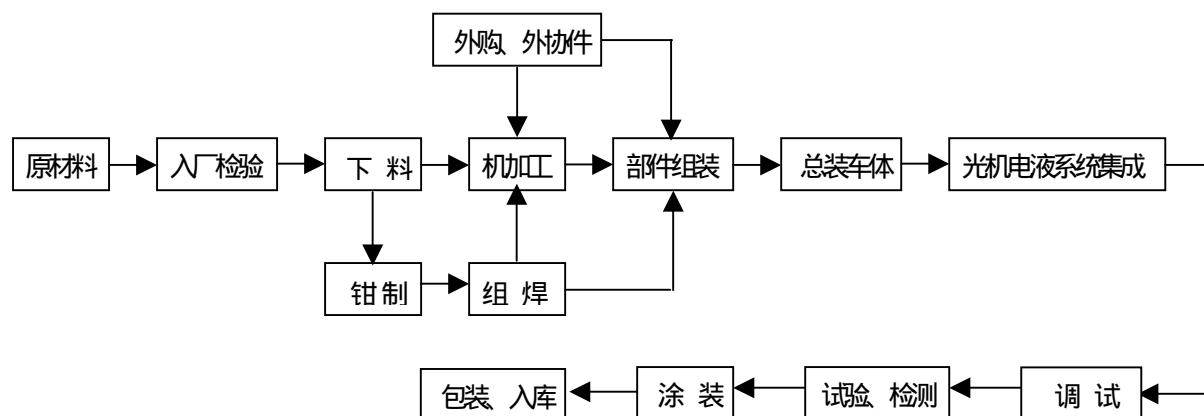 外购、外协件
原材料
入厂检验
下 料
机加工
部件组装
总装车体
光机电液系统集成
钳 制
组 焊
包装、入库
涂 装
试验、检测
调 试